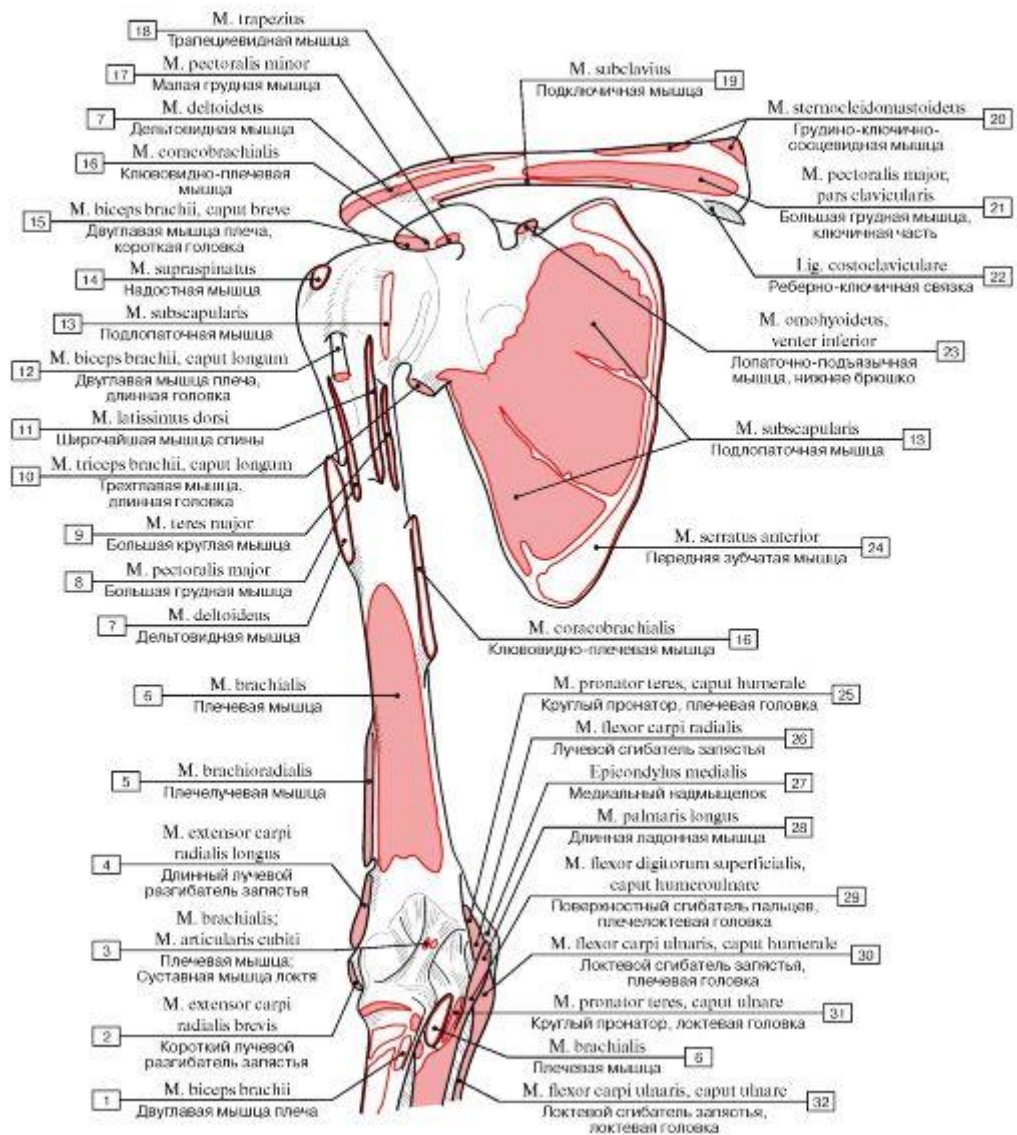 18
M. trapezius
Трапециевидная мышца
17
M. pectoralis minor
Малая грудная мышца
7
M. deltoideus
Дельтовидная мышца
16
M. coracobrachialis
Клювовидно-плечевая
мышца
15
M. biceps brachii, caput breve
Двуглавая мышца плеча,
короткая головка
14
M. supraspinatus
Надостная мышца
13
M. subscapularis
Подлопаточная мышца
12
M. biceps brachii, caput longum
Двуглавая мышца плеча,
длинная головка
11
M. latissimus dorsi
Широчайшая мышца спины
10
M. triceps brachii, caput longum
Трехглавая мышца,
длинная головка
9
M. teres major
Большая круглая мышца
8
M. pectoralis major
Большая грудная мышца
7
M. deltoideus
Дельтовидная мышца
6
M. brachialis
Плечевая мышца
5
M. brachioradialis
Плечелучевая мышца
4
M. extensor carpi
radialis longus
Длинный лучевой
разгибатель запястья
3
M. brachialis;
M. articularis cubiti
Плечевая мышца;
Суставная мышца локтя
2
M. extensor carpi
radialis brevis
Короткий лучевой
разгибатель запястья
1
M. biceps brachii
Двуглавая мышца плеча
M. subclavius
19
Подключичная мышца
M. sternocleidomastoideus
20
Грудино-ключично-
сосцевидная мышца
M. pectoralis major,
pars clavicularis
21
Большая грудная мышца,
ключичная часть
Lig. costoclaviculare
22
Реберно-ключичная связка
M. omohyoideus,
venter inferior
23
Лопаточно-подъязычная
мышца, нижнее брюшко
M. subscapularis
13
Подлопаточная мышца
M. serratus anterior
24
Передняя зубчатая мышца
M. coracobrachialis
16
Клювовидно-плечевая мышца
M. pronator teres, caput humerale
25
Круглый пронатор, плечевая головка
M. flexor carpi radialis
26
Лучевой сгибатель запястья
Epicondylus medialis
27
Медиальный надмыщелок
M. palmaris longus
28
Длинная ладонная мышца
M. flexor digitorum superficialis,
caput humeroulnare
29
Поверхностный сгибатель пальцев,
плечелоктевая головка
M. flexor carpi ulnaris, caput humerale
30
Локтевой сгибатель запястья,
плечевая головка
M. pronator teres, caput ulnare
31
Круглый пронатор, локтевая головка
M. brachialis
6
Плечевая мышца
M. flexor carpi ulnaris, caput ulnare
32
Локтевой сгибатель запястья,
локтевая головка